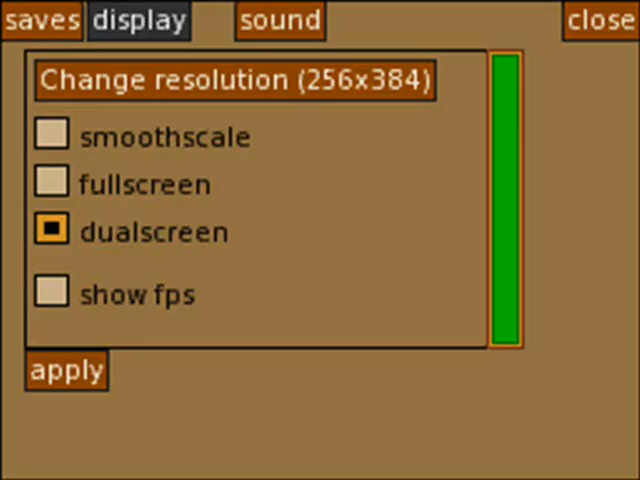 saves display sound close
Change resolution (256x384)
smoothscale
fullscreen
dualscreen
show fps
apply